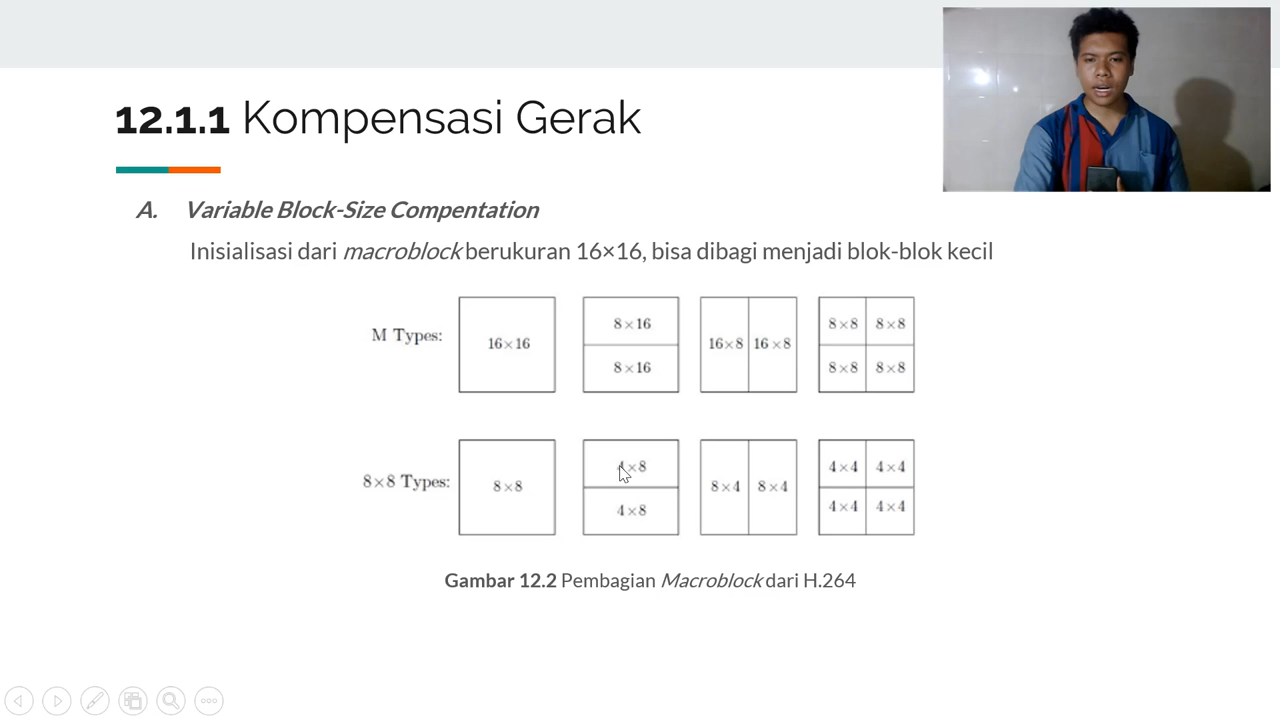 12.1.1 Kompensasi Gerak
A. Variable Block-Size Compentation
Inisialisasi dari macroblock berukuran 16×16, bisa dibagi menjadi blok-blok kecil
M Types:
16×16
8×16
8×16
16×8 16×8
8×8 8×8
8×8 8×8
8×8 Types:
8×8
4×8
4×8
8×4 8×4
4×4 4×4
4×4 4×4
Gambar 12.2 Pembagian Macroblock dari H.264